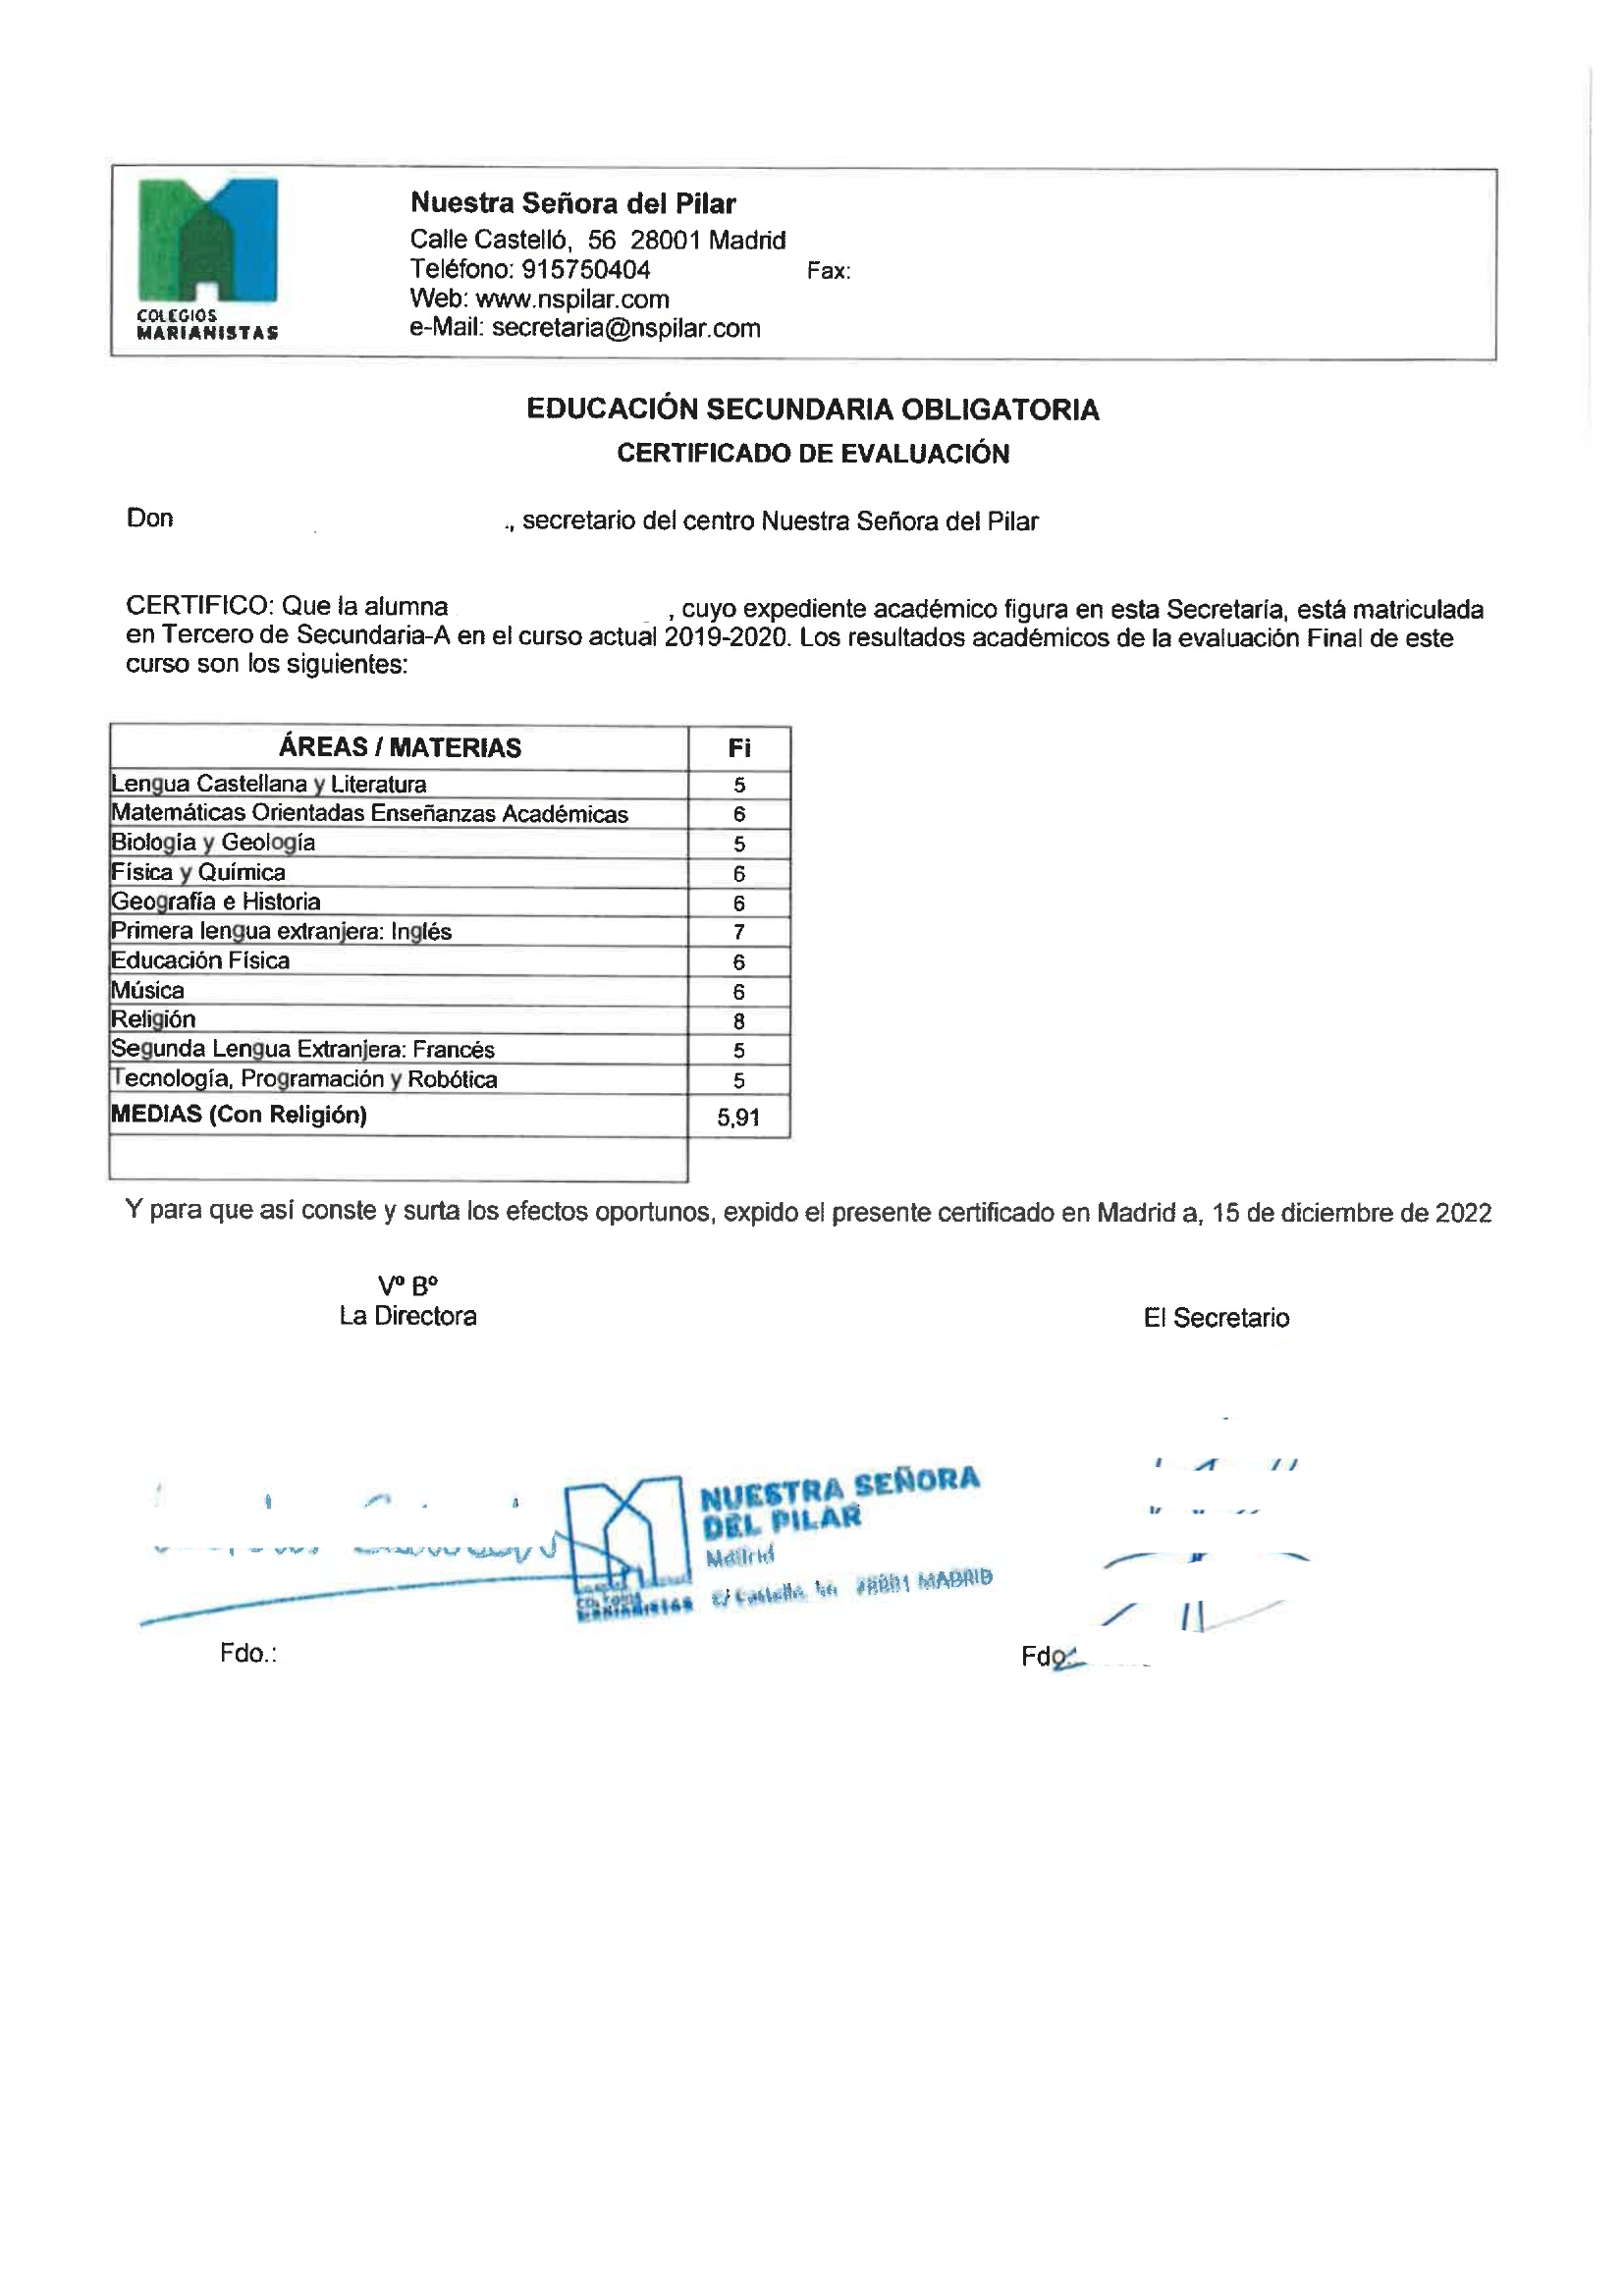 COLEGIOS
MARIANISTAS
Nuestra Señora del Pilar
Calle Castelló, 56 28001 Madrid
Teléfono: 915750404 Fax:
Web: www.nspilar.com
e-Mail: secretaria@nspilar.com
EDUCACIÓN SECUNDARIA OBLIGATORIA
CERTIFICADO DE EVALUACIÓN
Don ., secretario del centro Nuestra Señora del Pilar
CERTIFICO: Que la alumna , cuyo expediente académico figura en esta Secretaría, está matriculada
en Tercero de Secundaria-A en el curso actual 2019-2020. Los resultados académicos de la evaluación Final de este
curso son los siguientes:
ÁREAS / MATERIAS Fi
Lengua Castellana y Literatura 5
Matemáticas Orientadas Enseñanzas Académicas 6
Biología y Geología 5
Física y Química 6
Geografía e Historia 6
Primera lengua extranjera: Inglés 7
Educación Física 6
Música 6
Religión 8
Segunda Lengua Extranjera: Francés 5
Tecnología, Programación y Robótica 5
MEDIAS (Con Religión) 5,91
Y para que así conste y surta los efectos oportunos, expido el presente certificado en Madrid a, 15 de diciembre de 2022
Vº Bº
La Directora El Secretario
NUESTRA SEÑORA
DEL PILAR
Madrid
C/ Castelló, 56 28001 MADRID
MARIANISTAS
Fdo.: Fdo.: